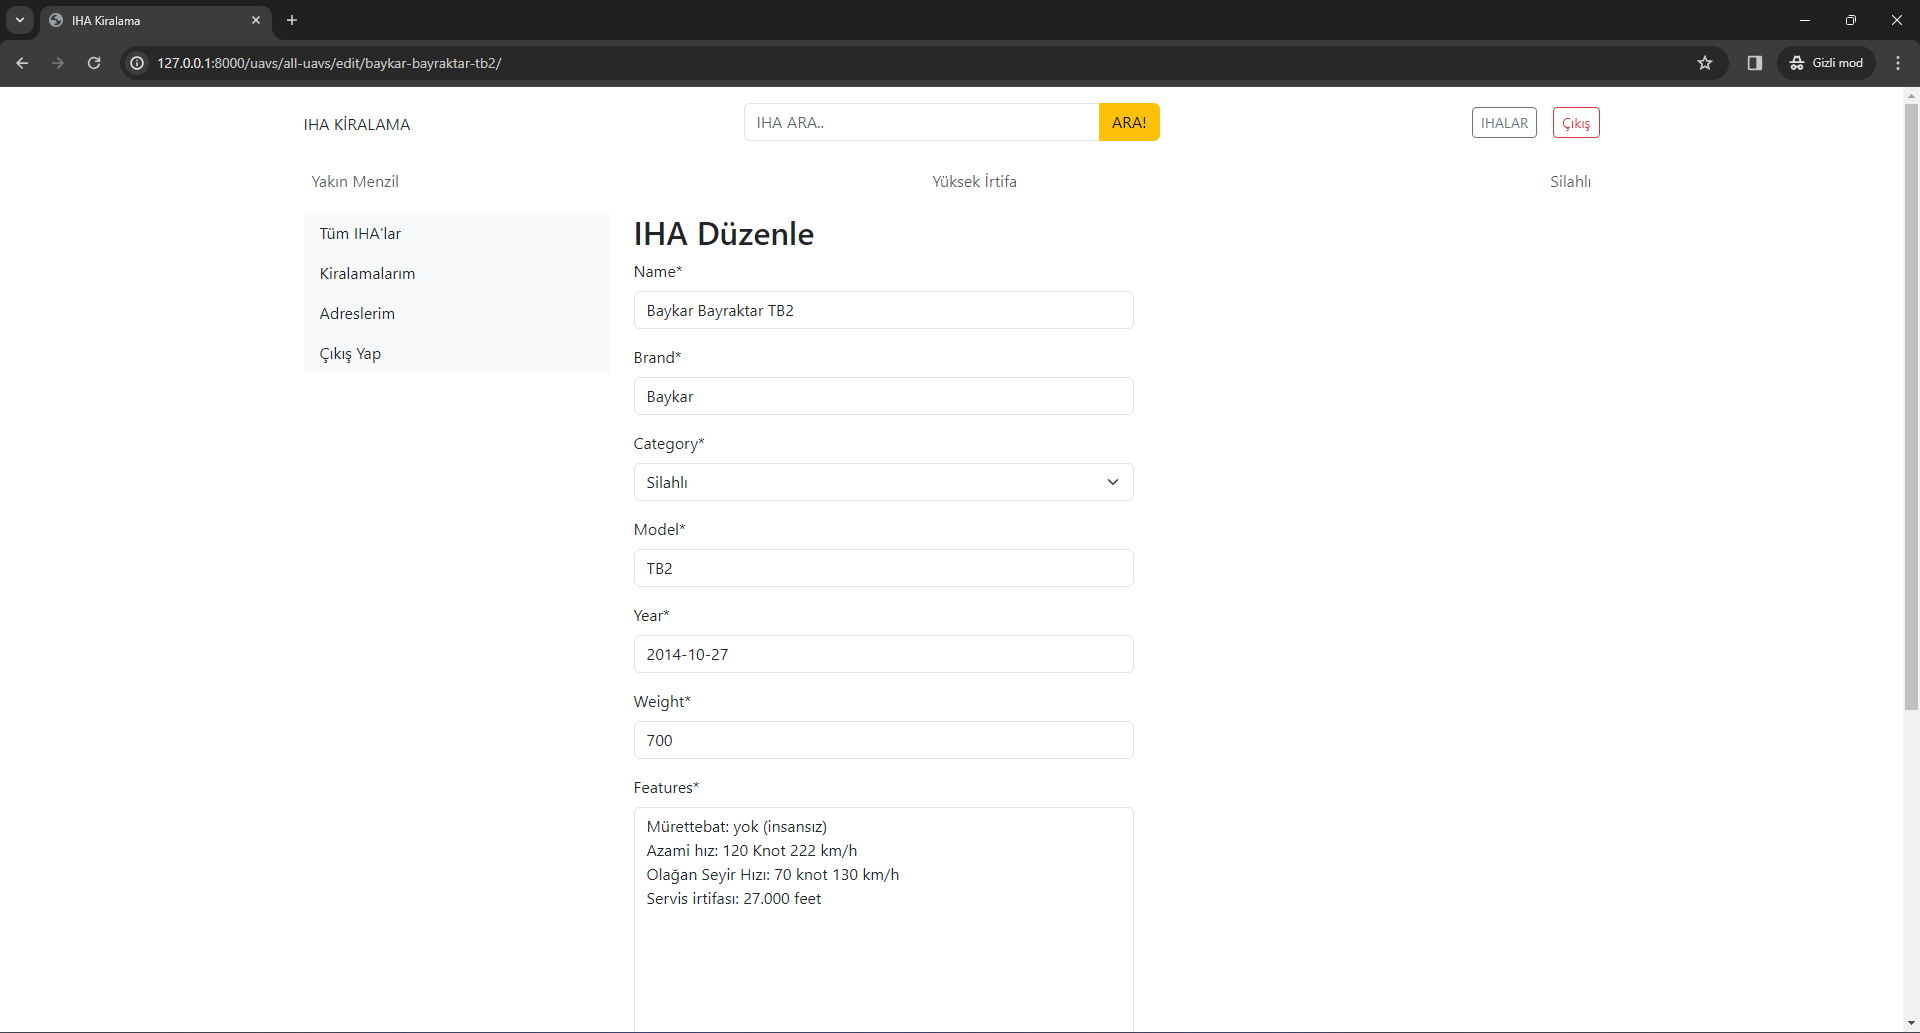 IHA Kiralama
127.0.0.1:8000/uavs/all-uavs/edit/baykar-bayraktar-tb2/
Gizli mod
IHA KİRALAMA
IHA ARA..
ARA!
IHALAR
Çıkış
Yakın Menzil
Yüksek İrtifa
Silahlı
Tüm IHA'lar
Kiralamalarım
Adreslerim
Çıkış Yap
IHA Düzenle
Name*
Baykar Bayraktar TB2
Brand*
Baykar
Category*
Silahlı
Model*
TB2
Year*
2014-10-27
Weight*
700
Features*
Mürettebat: yok (insansız)
Azami hız: 120 Knot 222 km/h
Olağan Seyir Hızı: 70 knot 130 km/h
Servis irtifası: 27.000 feet